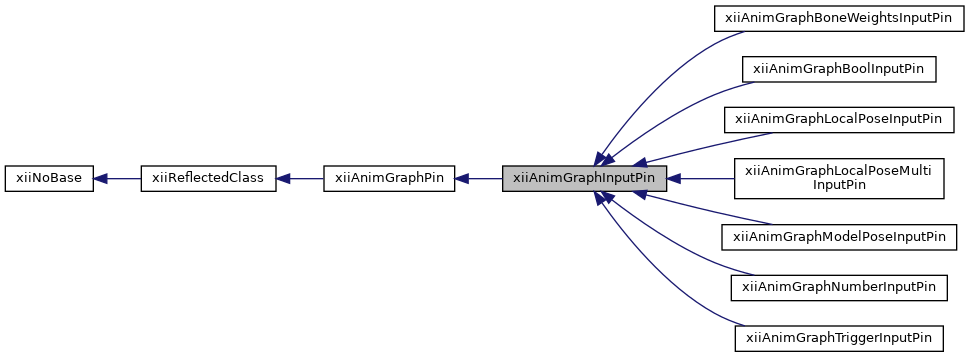 xiiAnimGraphBoneWeightsInputPin
xiiAnimGraphBoolInputPin
xiiAnimGraphLocalPoseInputPin
xiiNoBase
xiiReflectedClass
xiiAnimGraphPin
xiiAnimGraphInputPin
xiiAnimGraphLocalPoseMulti
InputPin
xiiAnimGraphModelPoseInputPin
xiiAnimGraphNumberInputPin
xiiAnimGraphTriggerInputPin